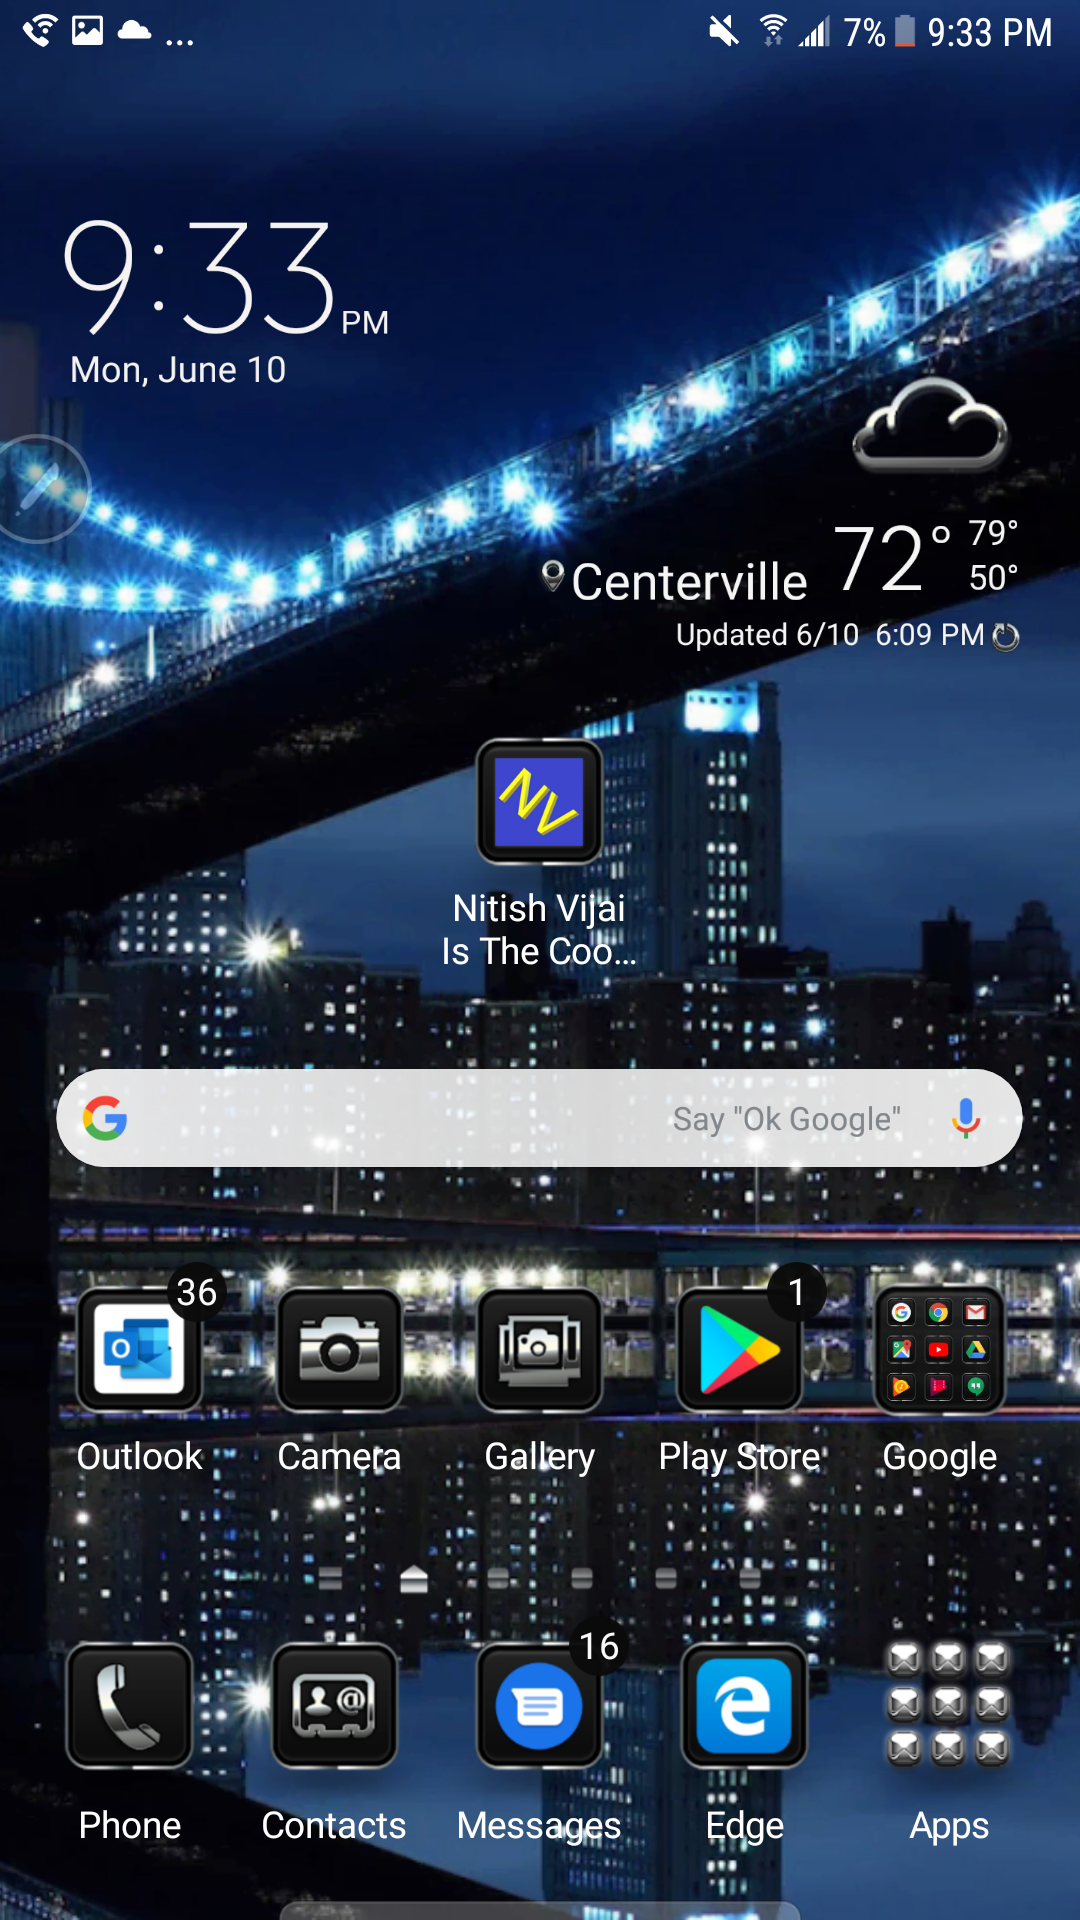 ... 7% 9:33 PM
9:33 PM
Mon, June 10
72° 79°
50°
Centerville
Updated 6/10 6:09 PM
NV
Nitish Vijai
Is The Coo...
Say "Ok Google"
36
1
Outlook Camera Gallery Play Store Google
16
Phone Contacts Messages Edge Apps